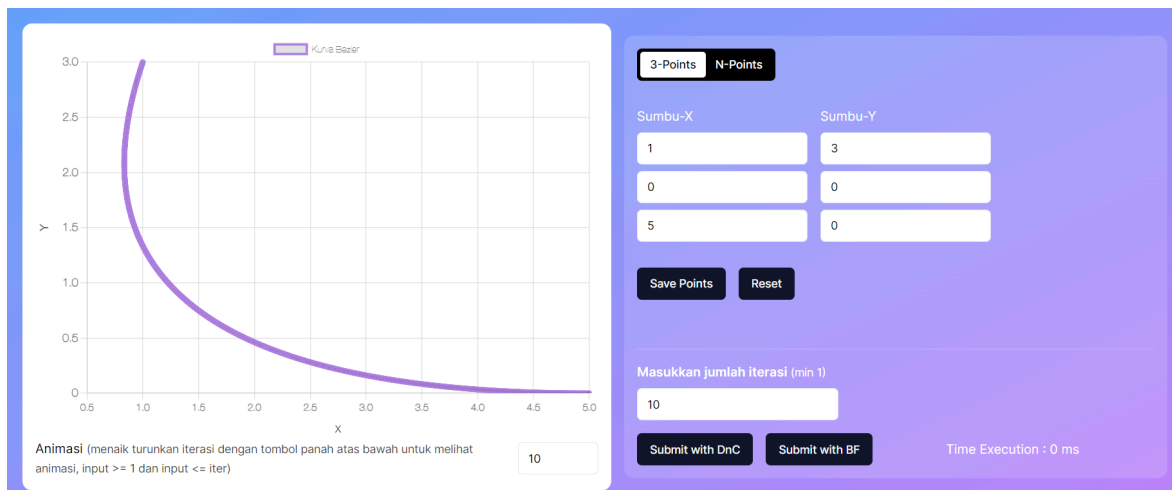 Kurva Bezier
3.0
2.5
2.0
1.5
1.0
0.5
0
Y
0.5 1.0 1.5 2.0 2.5 3.0 3.5 4.0 4.5 5.0
X
Animasi (menaik turunkan iterasi dengan tombol panah atas bawah untuk melihat
animasi, input >= 1 dan input <= iter)
10
3-Points N-Points
Sumbu-X Sumbu-Y
1 3
0 0
5 0
Save Points Reset
Masukkan jumlah iterasi (min 1)
10
Submit with DnC Submit with BF Time Execution : 0 ms